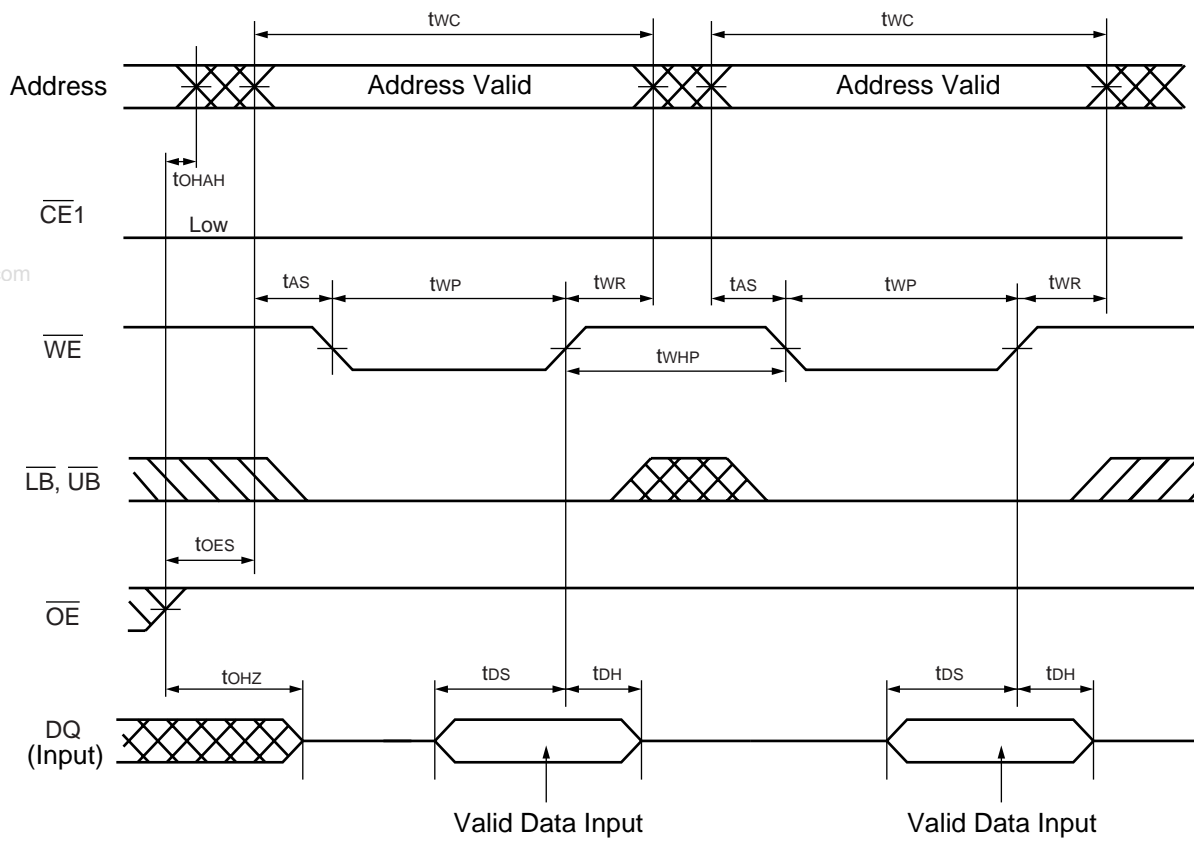 tWC tWC
Address Address Valid Address Valid
tOHAH
CE1 Low
com
tAS tWP tWR tAS tWP tWR
WE
tWHP
LB, UB
tOES
OE
tOHZ tDS tDH tDS tDH
DQ
(Input)
Valid Data Input Valid Data Input